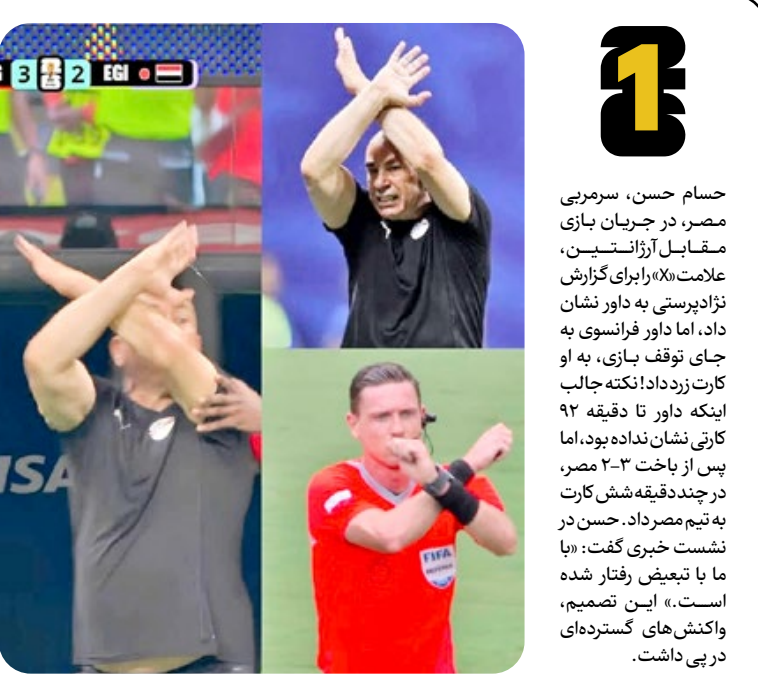 1
حسام حسن، سرمربی
مصر، در جریان بازی
مقابل آرژانتین،
علامت «X» را برای گزارش
نژادپرستی به داور نشان
داد، اما داور فرانسوی به
جای توقف بازی، به او
کارت زرد داد! نکته جالب
اینکه داور تا دقیقه ۹۲
کارتی نشان نداده بود، اما
پس از باخت ۳-۲ مصر،
در چند دقیقه شش کارت
به تیم مصر داد. حسن در
نشست خبری گفت: «با
ما با تبعیض رفتار شده
است.» این تصمیم،
واکنش‌های گسترده‌ای
در پی داشت.
3 2 EGI
ISA
FIFA